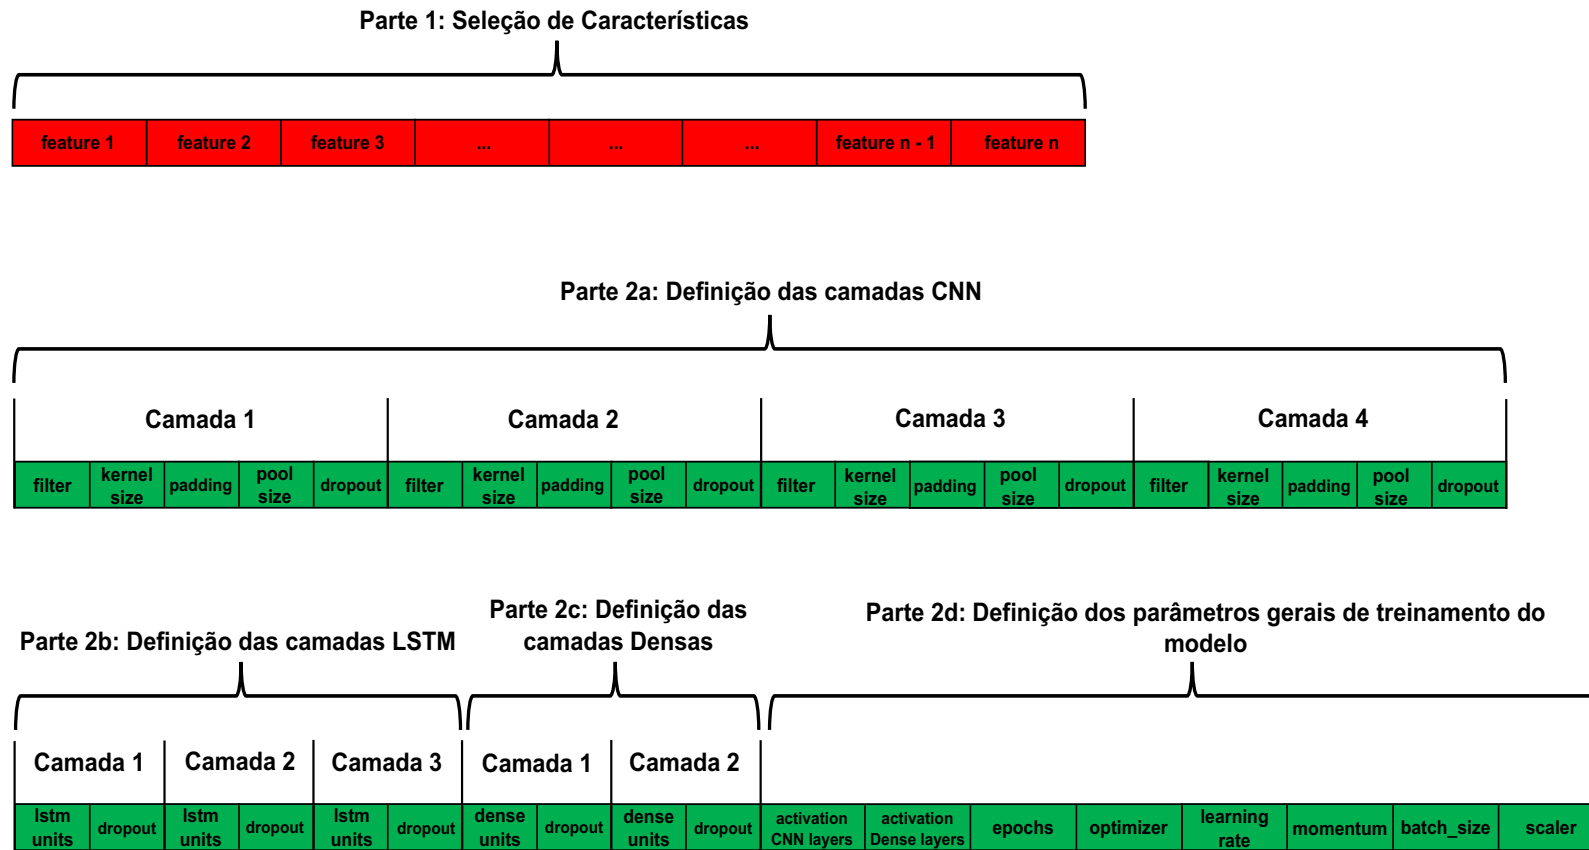 Parte 1: Seleção de Características
feature 1 feature 2 feature 3 ... ... ... feature n - 1 feature n
Parte 2a: Definição das camadas CNN
Camada 1 Camada 2 Camada 3 Camada 4
filter kernel size padding pool size dropout filter kernel size padding pool size dropout filter kernel size padding pool size dropout filter kernel size padding pool size dropout
Parte 2b: Definição das camadas LSTM
Parte 2c: Definição das
camadas Densas
Parte 2d: Definição dos parâmetros gerais de treinamento do
modelo
Camada 1 Camada 2 Camada 3 Camada 1 Camada 2
lstm units dropout lstm units dropout lstm units dropout dense units dropout dense units dropout activation CNN layers activation Dense layers epochs optimizer learning rate momentum batch_size scaler